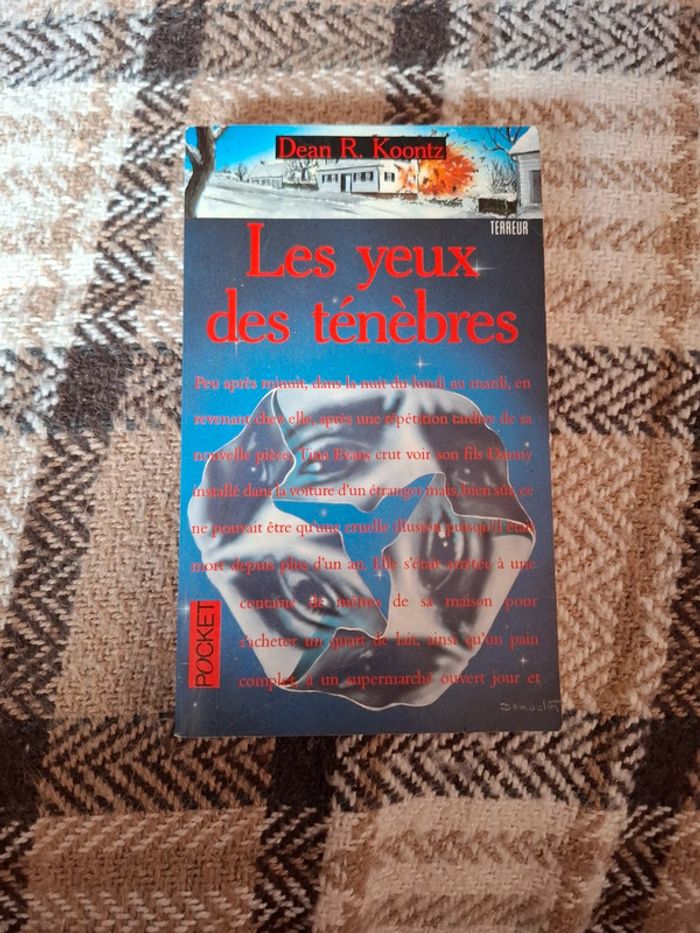 Dean R. Koontz
TERREUR
Les yeux
des ténèbres
Peu après minuit, dans la nuit du lundi au mardi, en
revenant chez elle, après une répétition tardive de sa
nouvelle pièce, Tina Evans crut voir son fils Danny
installé dans la voiture d'un étranger mais, bien sûr, ce
ne pouvait être qu'une cruelle illusion puisqu'il était
mort depuis plus d'un an. Elle s'était arrêtée à une
centaine de mètres de sa maison pour
s'acheter un quart de lait, ainsi qu'un pain
complet, à un supermarché ouvert jour et
POCKET
Demoulin